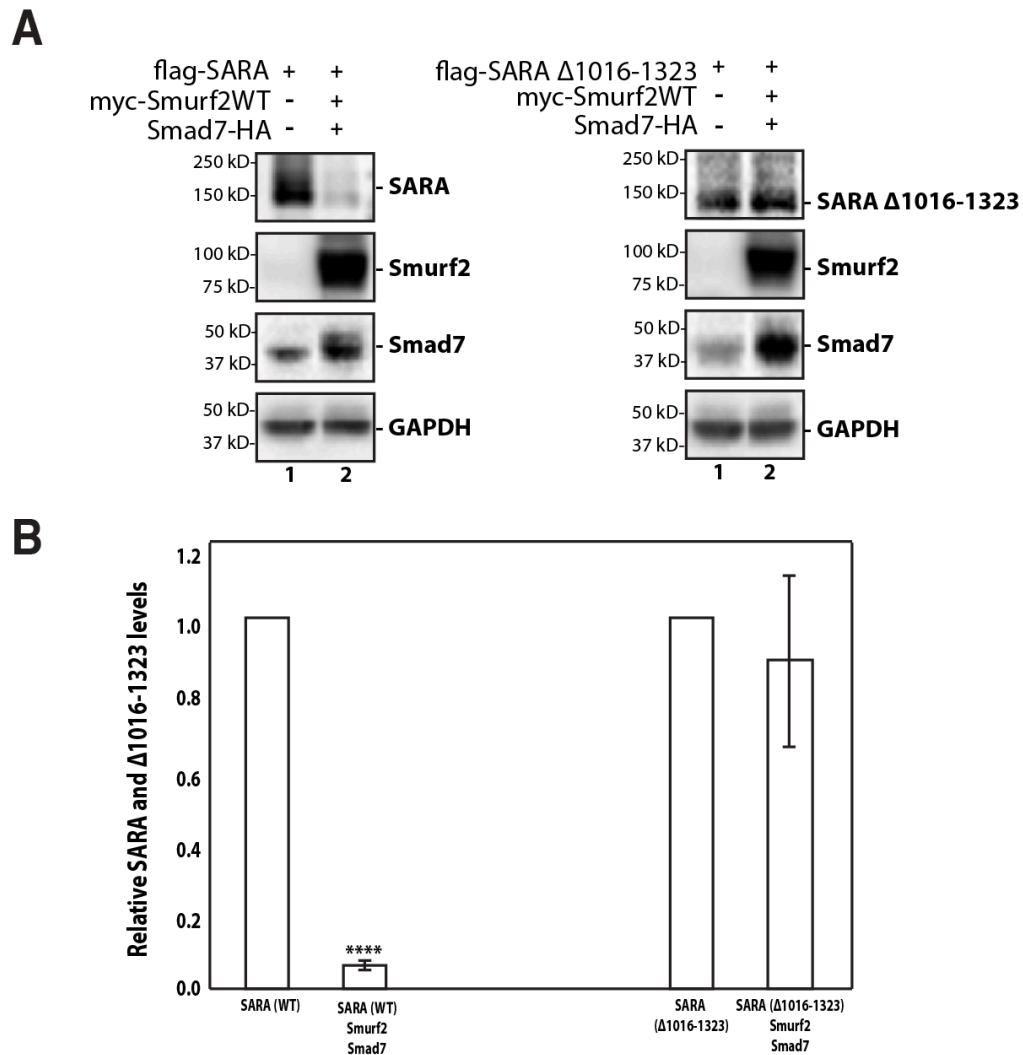 A
flag-SARA + +
myc-Smurf2WT - +
Smad7-HA - +
250 kD-
150 kD-
- SARA
100 kD-
75 kD-
- Smurf2
50 kD-
37 kD-
- Smad7
50 kD-
37 kD-
- GAPDH
1 2
flag-SARA Δ1016-1323 + +
myc-Smurf2WT - +
Smad7-HA - +
250 kD-
150 kD-
- SARA Δ1016-1323
100 kD-
75 kD-
- Smurf2
50 kD-
37 kD-
- Smad7
50 kD-
37 kD-
- GAPDH
1 2
B
Relative SARA and Δ1016-1323 levels
1.2
1.0
0.8
0.6
0.4
0.2
0.0
****
SARA (WT)
SARA (WT)
Smurf2
Smad7
SARA
(Δ1016-1323)
SARA (Δ1016-1323)
Smurf2
Smad7